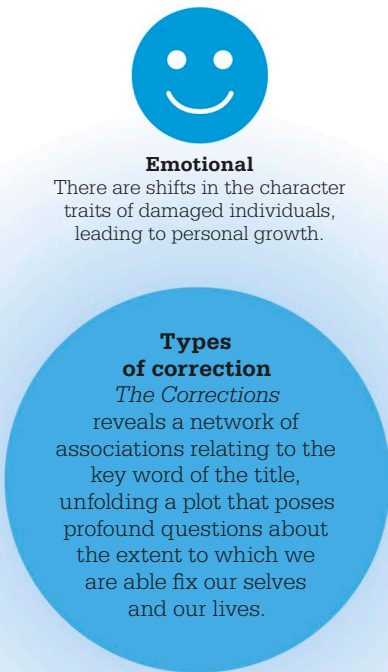 Emotional
There are shifts in the character
traits of damaged individuals,
leading to personal growth.
Types
of correction
The Corrections
reveals a network of
associations relating to the
key word of the title,
unfolding a plot that poses
profound questions about
the extent to which we
are able fix our selves
and our lives.